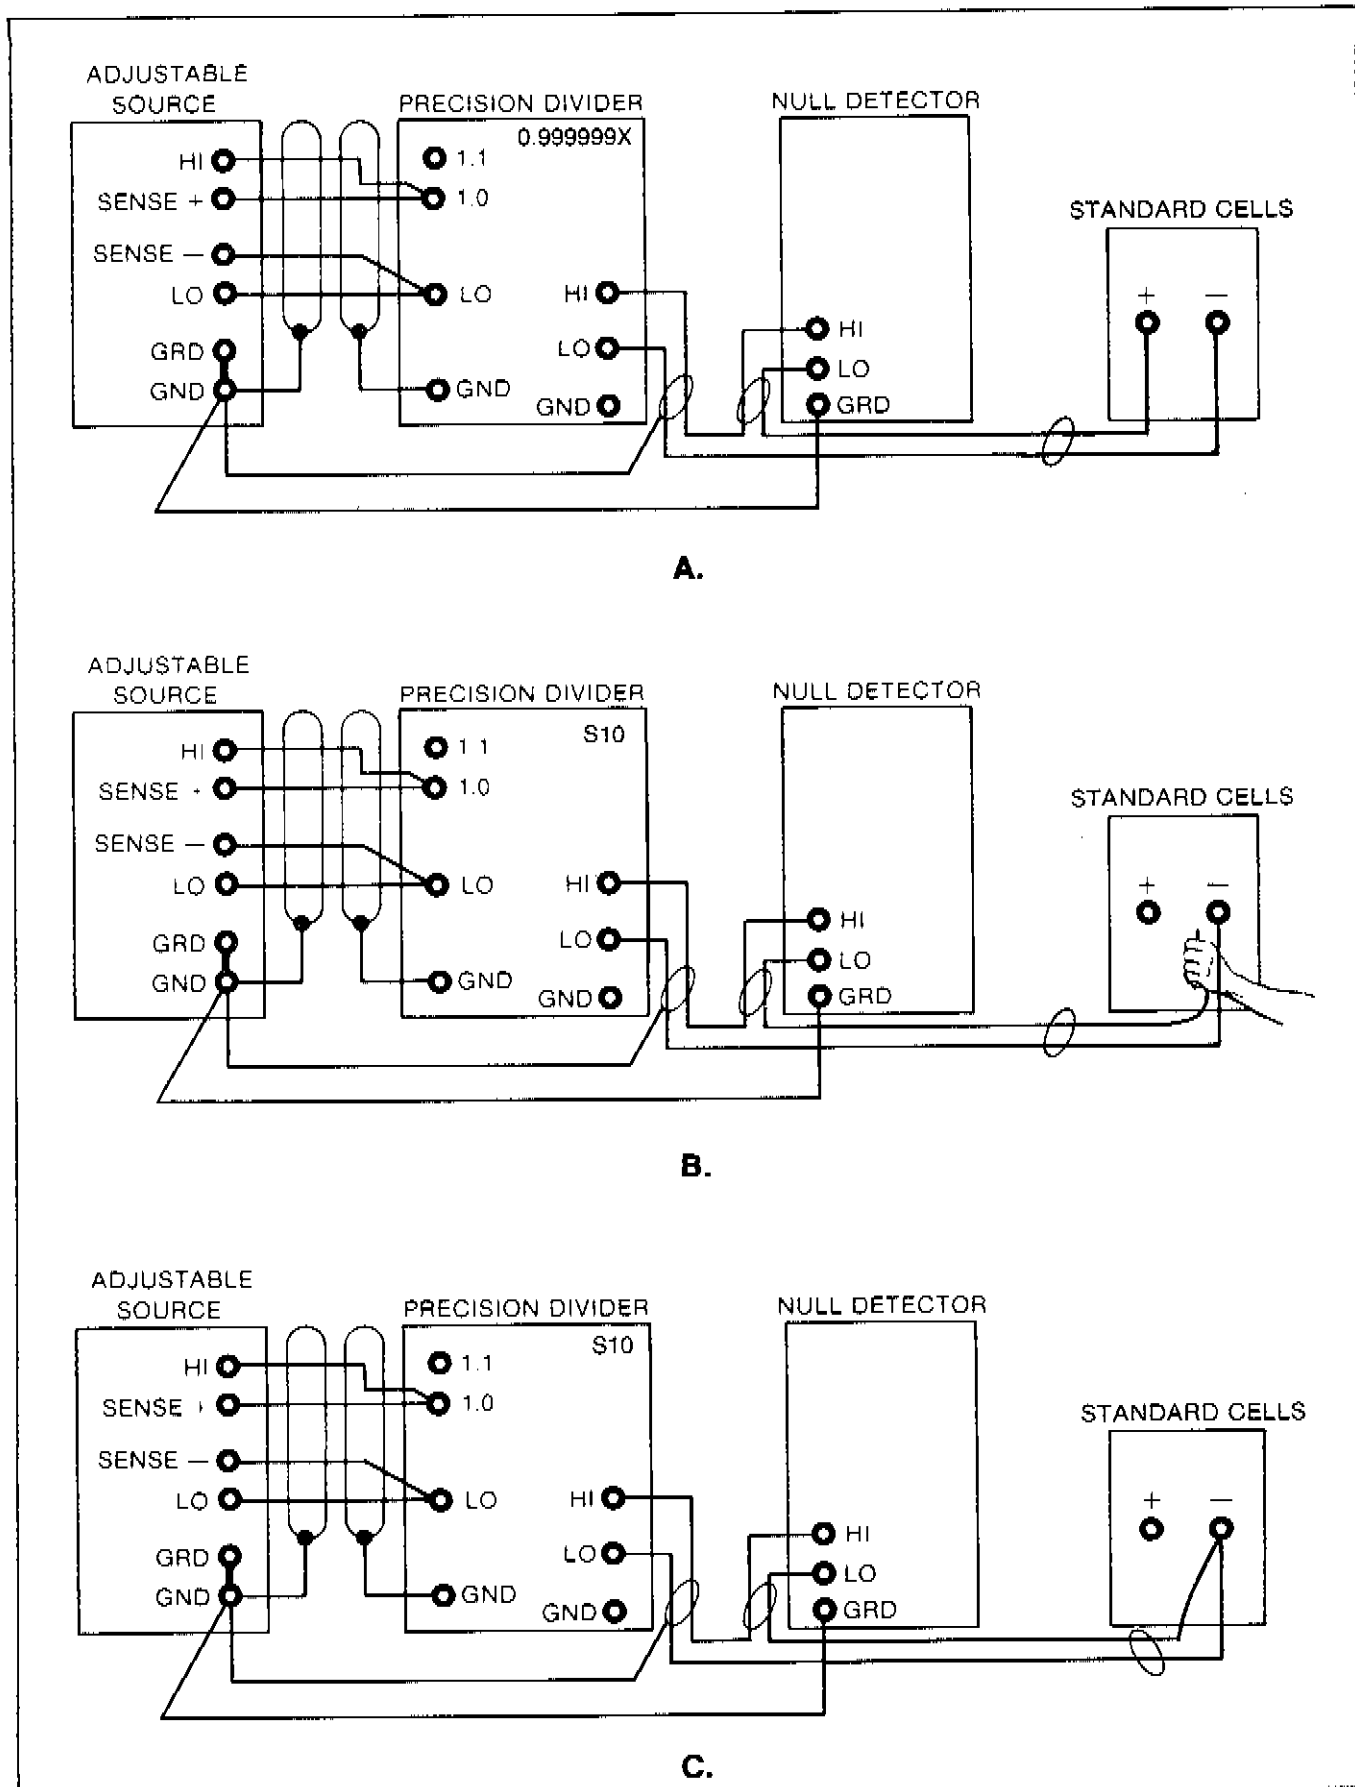 ADJUSTABLE
SOURCE
PRECISION DIVIDER
NULL DETECTOR
STANDARD CELLS
0.999999X
HI
SENSE +
SENSE —
LO
GRD
GND
1.1
1.0
LO
GND
HI
LO
GND
HI
LO
GRD
+ —
A.
ADJUSTABLE
SOURCE
PRECISION DIVIDER
NULL DETECTOR
STANDARD CELLS
S10
HI
SENSE +
SENSE —
LO
GRD
GND
1 1
1.0
LO
GND
HI
LO
GND
HI
LO
GRD
+ —
B.
ADJUSTABLE
SOURCE
PRECISION DIVIDER
NULL DETECTOR
STANDARD CELLS
S10
HI
SENSE
SENSE —
LO
GRD
GND
1.1
1.0
LO
GND
HI
LO
GND
HI
LO
GRD
+ —
C.